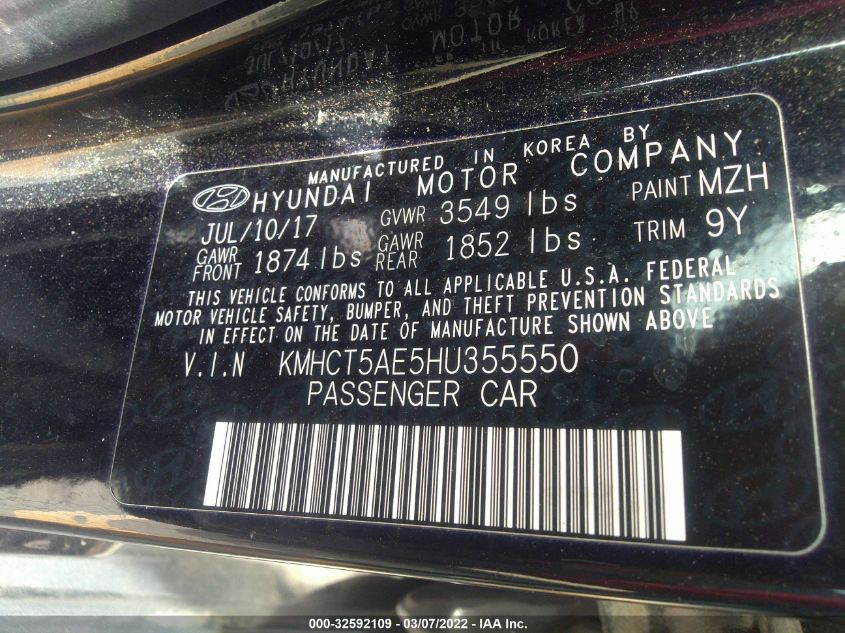 MANUFACTURED IN KOREA BY
HYUNDAI MOTOR COMPANY
JUL/10/17 GVWR 3549 lbs PAINT MZH
GAWR FRONT 1874 lbs GAWR REAR 1852 lbs TRIM 9Y
THIS VEHICLE CONFORMS TO ALL APPLICABLE U.S.A. FEDERAL
MOTOR VEHICLE SAFETY, BUMPER, AND THEFT PREVENTION STANDARDS
IN EFFECT ON THE DATE OF MANUFACTURE SHOWN ABOVE
V.I.N KMHCT5AE5HU355550
PASSENGER CAR
000-32592109 - 03/07/2022 - IAA Inc.